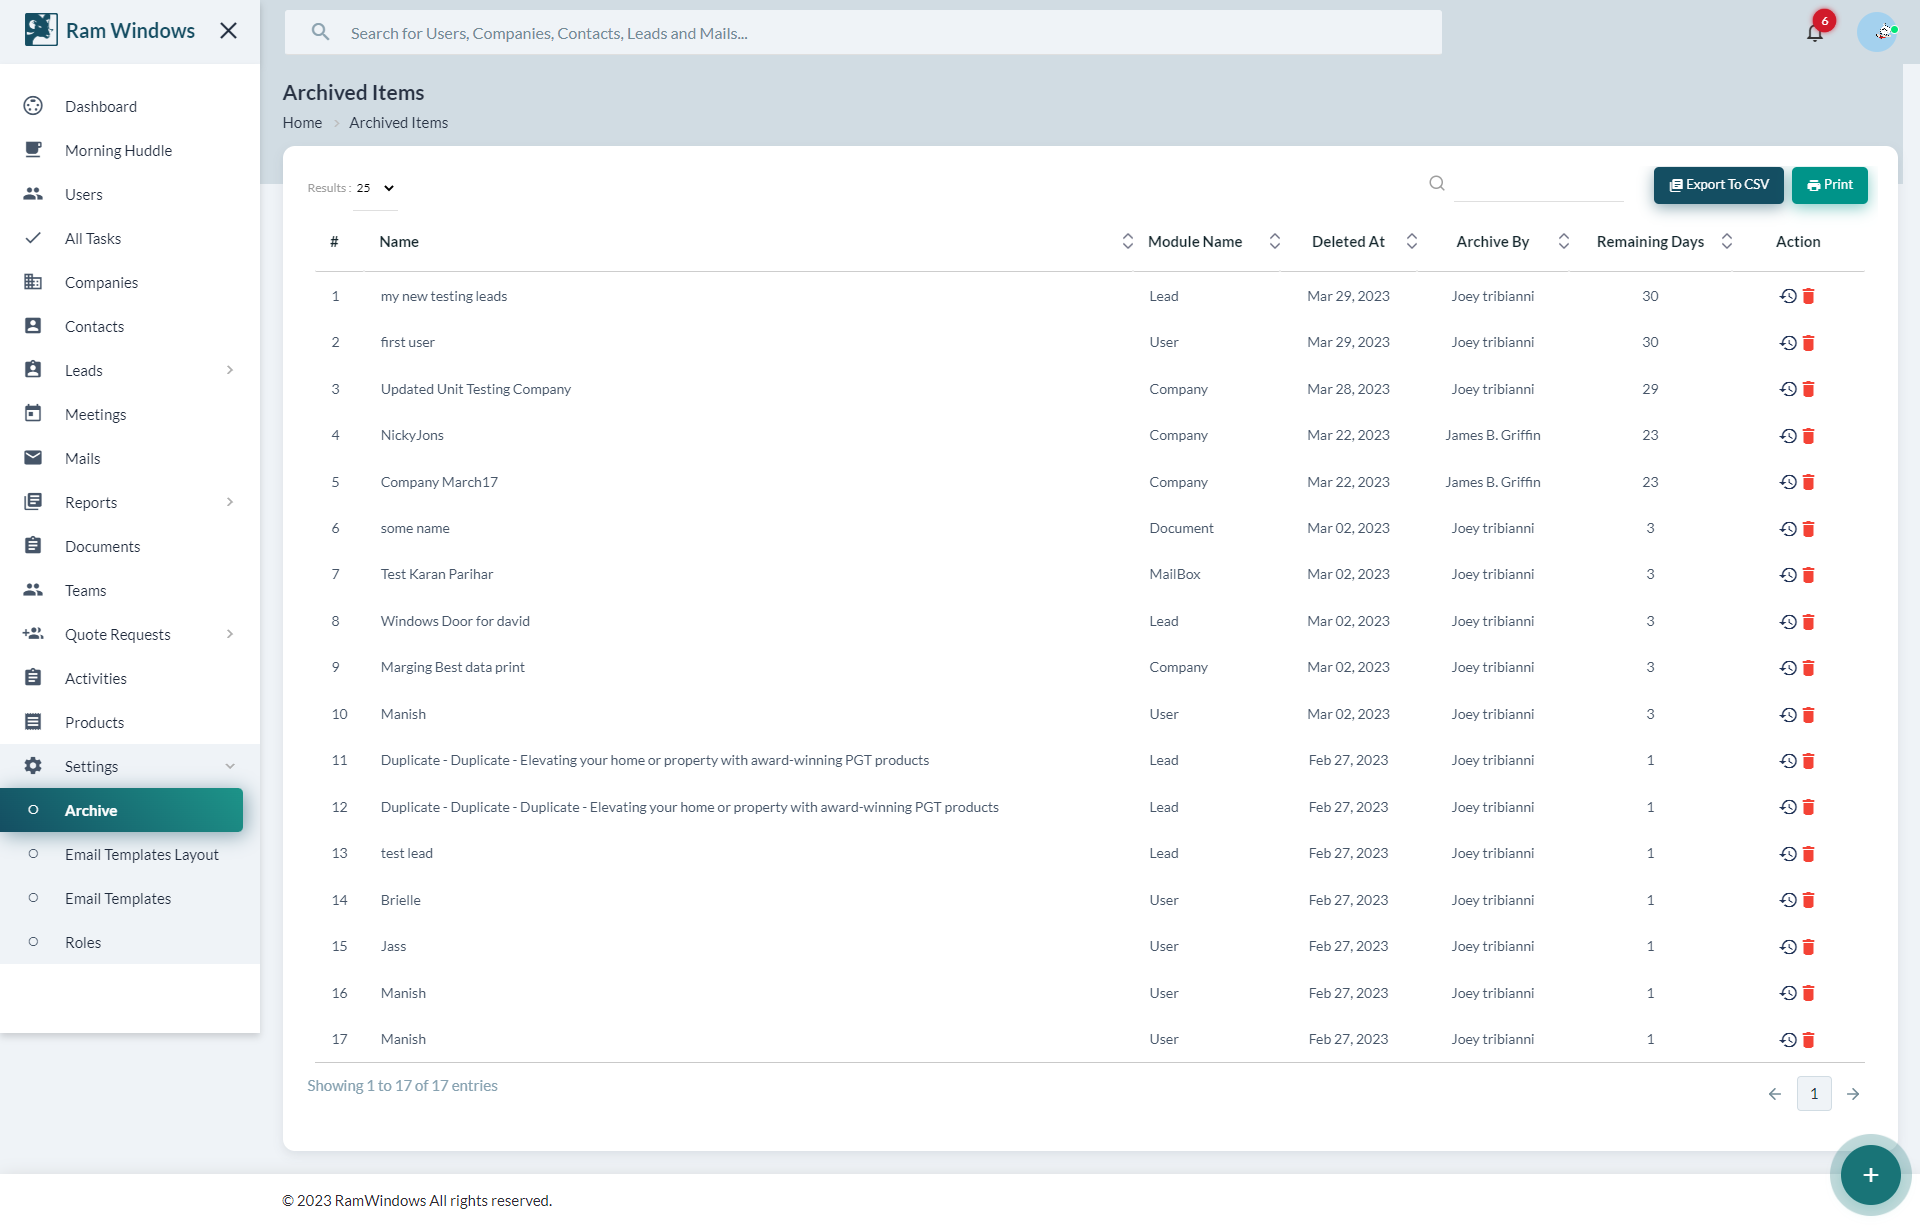 Ram Windows
Search for Users, Companies, Contacts, Leads and Mails...
6
Dashboard
Morning Huddle
Users
All Tasks
Companies
Contacts
Leads
Meetings
Mails
Reports
Documents
Teams
Quote Requests
Activities
Products
Settings
Archive
Email Templates Layout
Email Templates
Roles
Archived Items
Home > Archived Items
Results : 25
Export To CSV Print
# Name Module Name Deleted At Archive By Remaining Days Action
1 my new testing leads Lead Mar 29, 2023 Joey tribianni 30
2 first user User Mar 29, 2023 Joey tribianni 30
3 Updated Unit Testing Company Company Mar 28, 2023 Joey tribianni 29
4 NickyJons Company Mar 22, 2023 James B. Griffin 23
5 Company March17 Company Mar 22, 2023 James B. Griffin 23
6 some name Document Mar 02, 2023 Joey tribianni 3
7 Test Karan Parihar MailBox Mar 02, 2023 Joey tribianni 3
8 Windows Door for david Lead Mar 02, 2023 Joey tribianni 3
9 Marging Best data print Company Mar 02, 2023 Joey tribianni 3
10 Manish User Mar 02, 2023 Joey tribianni 3
11 Duplicate - Duplicate - Elevating your home or property with award-winning PGT products Lead Feb 27, 2023 Joey tribianni 1
12 Duplicate - Duplicate - Duplicate - Elevating your home or property with award-winning PGT products Lead Feb 27, 2023 Joey tribianni 1
13 test lead Lead Feb 27, 2023 Joey tribianni 1
14 Brielle User Feb 27, 2023 Joey tribianni 1
15 Jass User Feb 27, 2023 Joey tribianni 1
16 Manish User Feb 27, 2023 Joey tribianni 1
17 Manish User Feb 27, 2023 Joey tribianni 1
Showing 1 to 17 of 17 entries
1
© 2023 RamWindows All rights reserved.